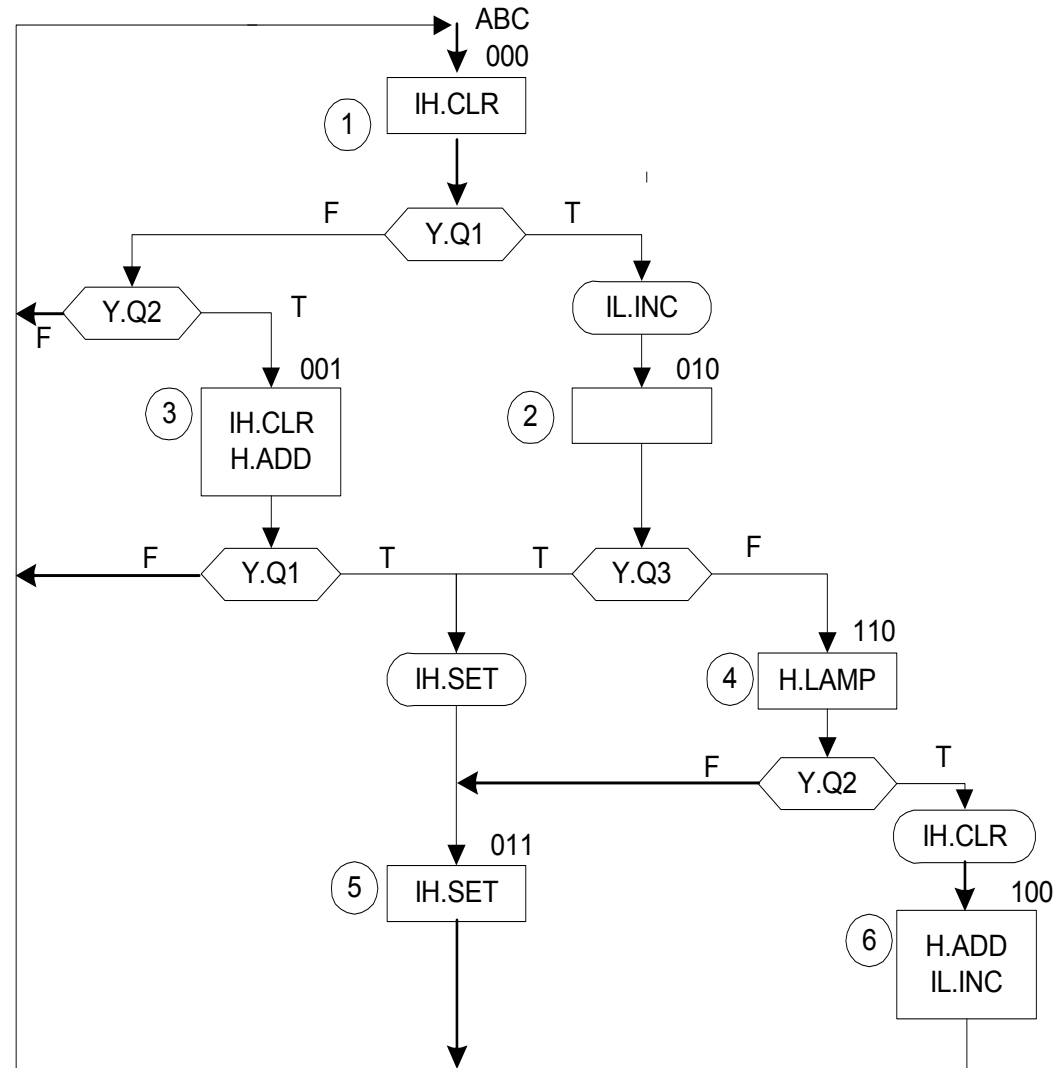 ABC
000
IH.CLR
1
F
T
Y.Q1
Y.Q2
T
F
IL.INC
001
010
3
IH.CLR
H.ADD
2
F
Y.Q1
T
T
Y.Q3
F
110
IH.SET
4
H.LAMP
F
Y.Q2
T
IH.CLR
011
5
IH.SET
100
6
H.ADD
IL.INC